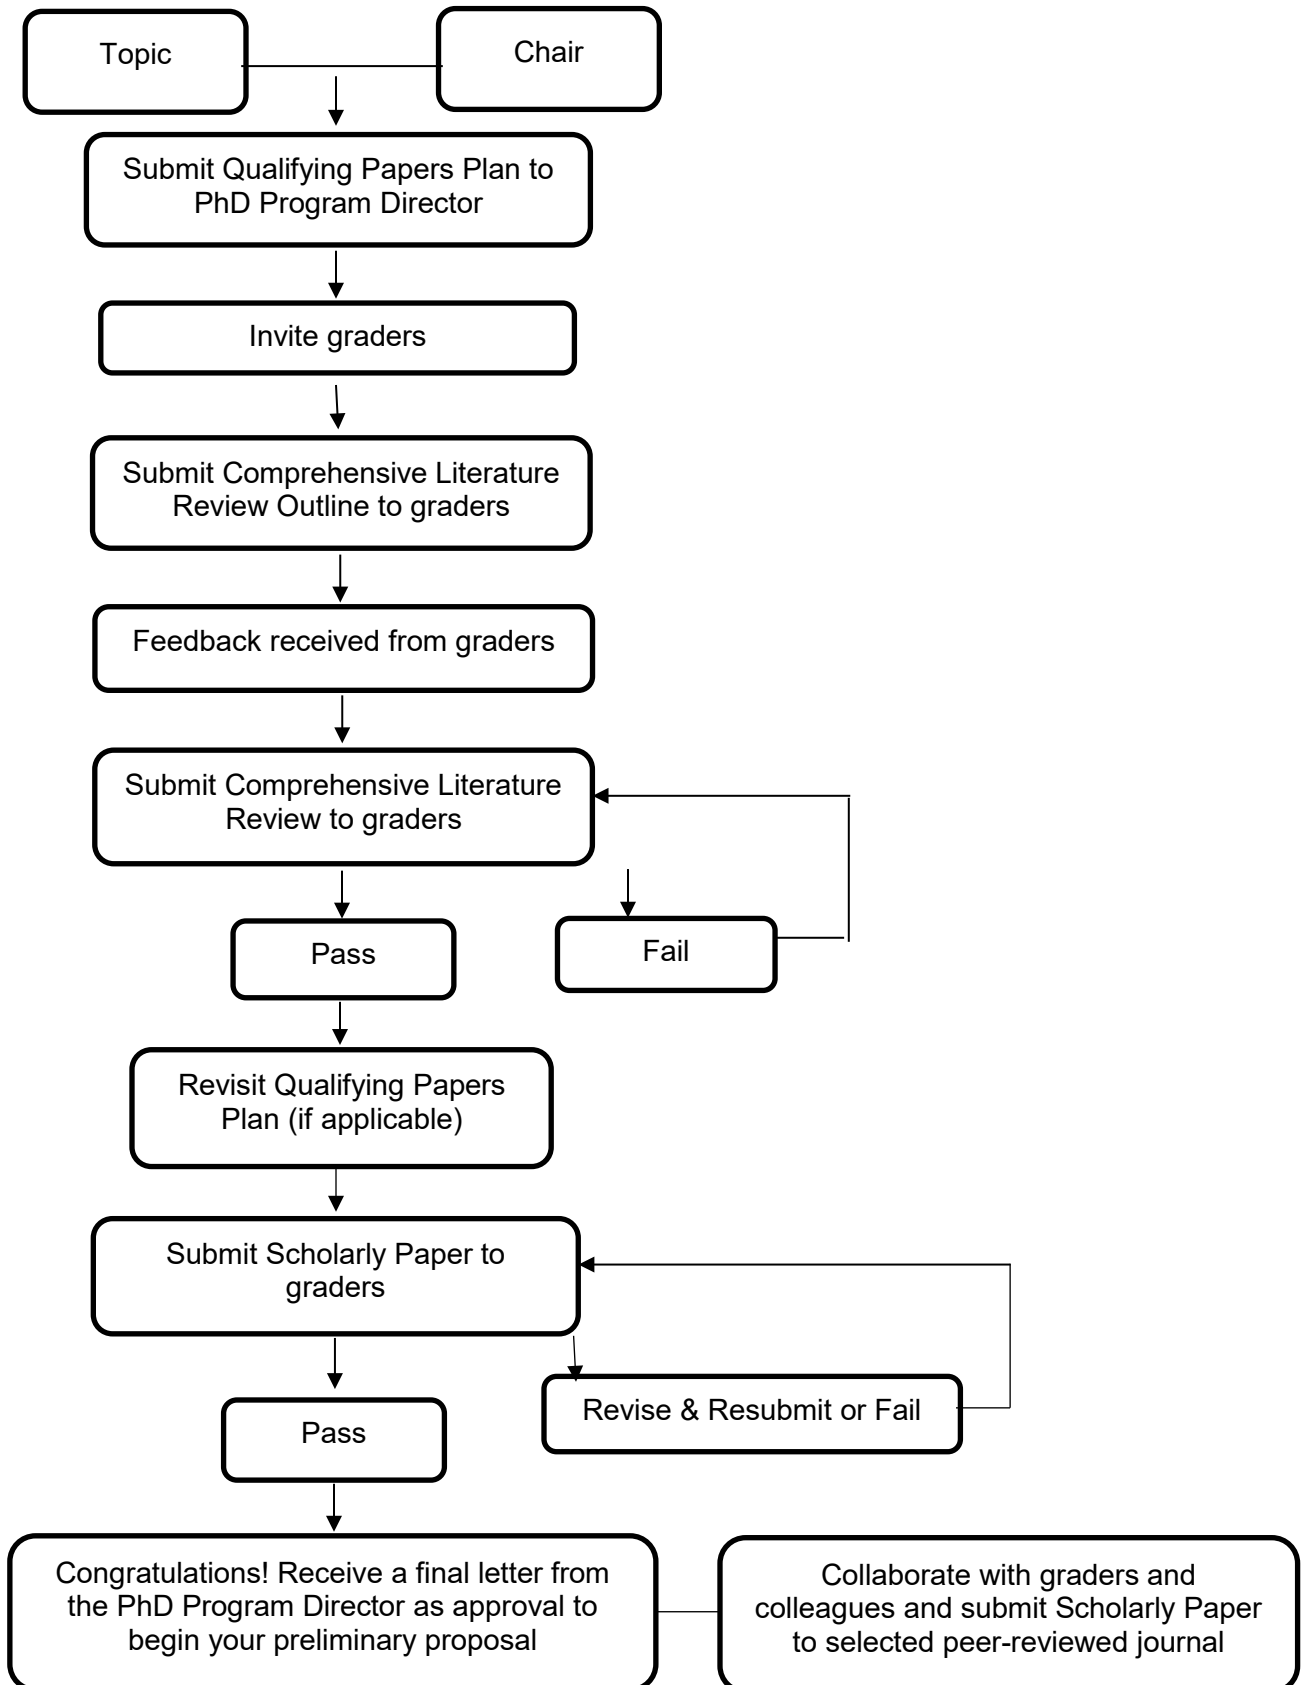 Topic
Chair
Submit Qualifying Papers Plan to
PhD Program Director
Invite graders
Submit Comprehensive Literature
Review Outline to graders
Feedback received from graders
Submit Comprehensive Literature
Review to graders
Pass
Fail
Revisit Qualifying Papers
Plan (if applicable)
Submit Scholarly Paper to
graders
Revise & Resubmit or Fail
Pass
Congratulations! Receive a final letter from
the PhD Program Director as approval to
begin your preliminary proposal
Collaborate with graders and
colleagues and submit Scholarly Paper
to selected peer-reviewed journal